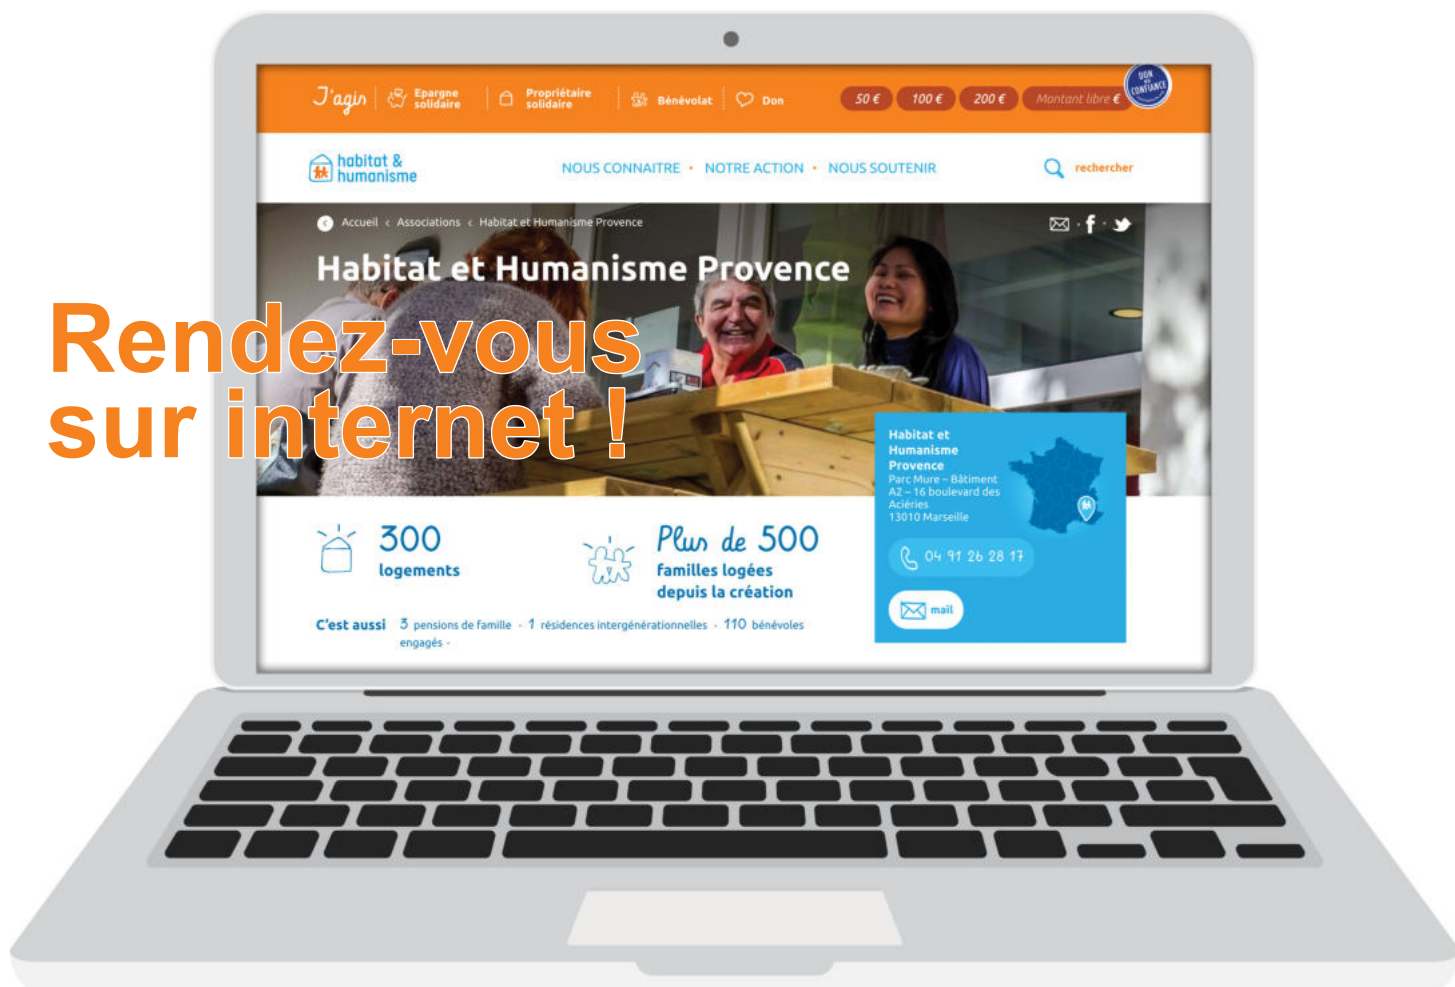 J'agis
Epargne
solidaire
Propriétaire
solidaire
Bénévolat
Don
50 €
100 €
200 €
Montant libre €
DON
EN
CONFIANCE
habitat &
humanisme
NOUS CONNAITRE • NOTRE ACTION • NOUS SOUTENIR
rechercher
Accueil < Associations < Habitat et Humanisme Provence
Habitat et Humanisme Provence
Rendez-vous
sur internet !
Habitat et
Humanisme
Provence
Parc Mure – Bâtiment
A2 – 16 boulevard des
Aciéries
13010 Marseille
04 91 26 28 17
mail
300
logements
Plus de 500
familles logées
depuis la création
C'est aussi 3 pensions de famille - 1 résidences intergénérationnelles - 110 bénévoles
engagés -